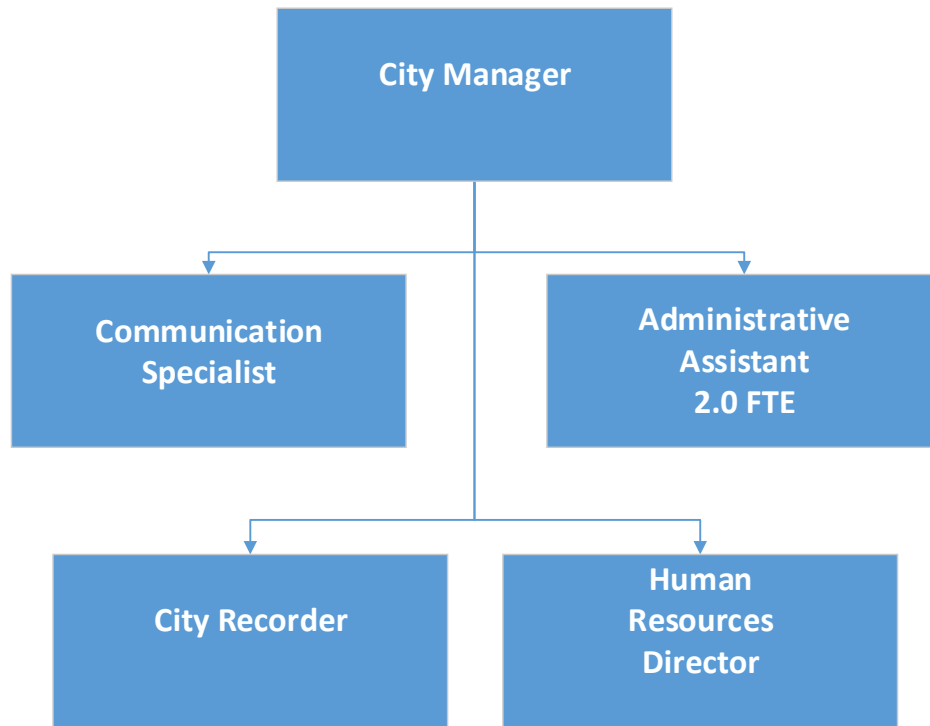 City Manager
Communication
Specialist
Administrative
Assistant
2.0 FTE
City Recorder
Human
Resources
Director